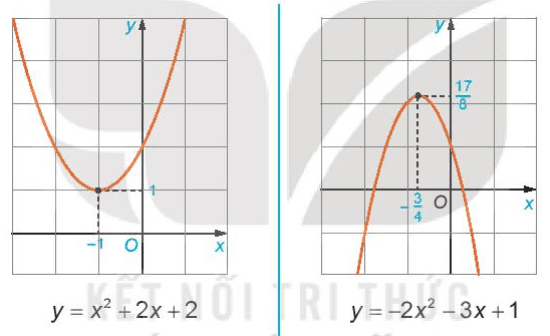 y
1
-1
O
x
y = x² + 2x + 2
y
17/8
-3/4
O
x
y = -2x² - 3x + 1
KẾT NỐI TRI THỨC